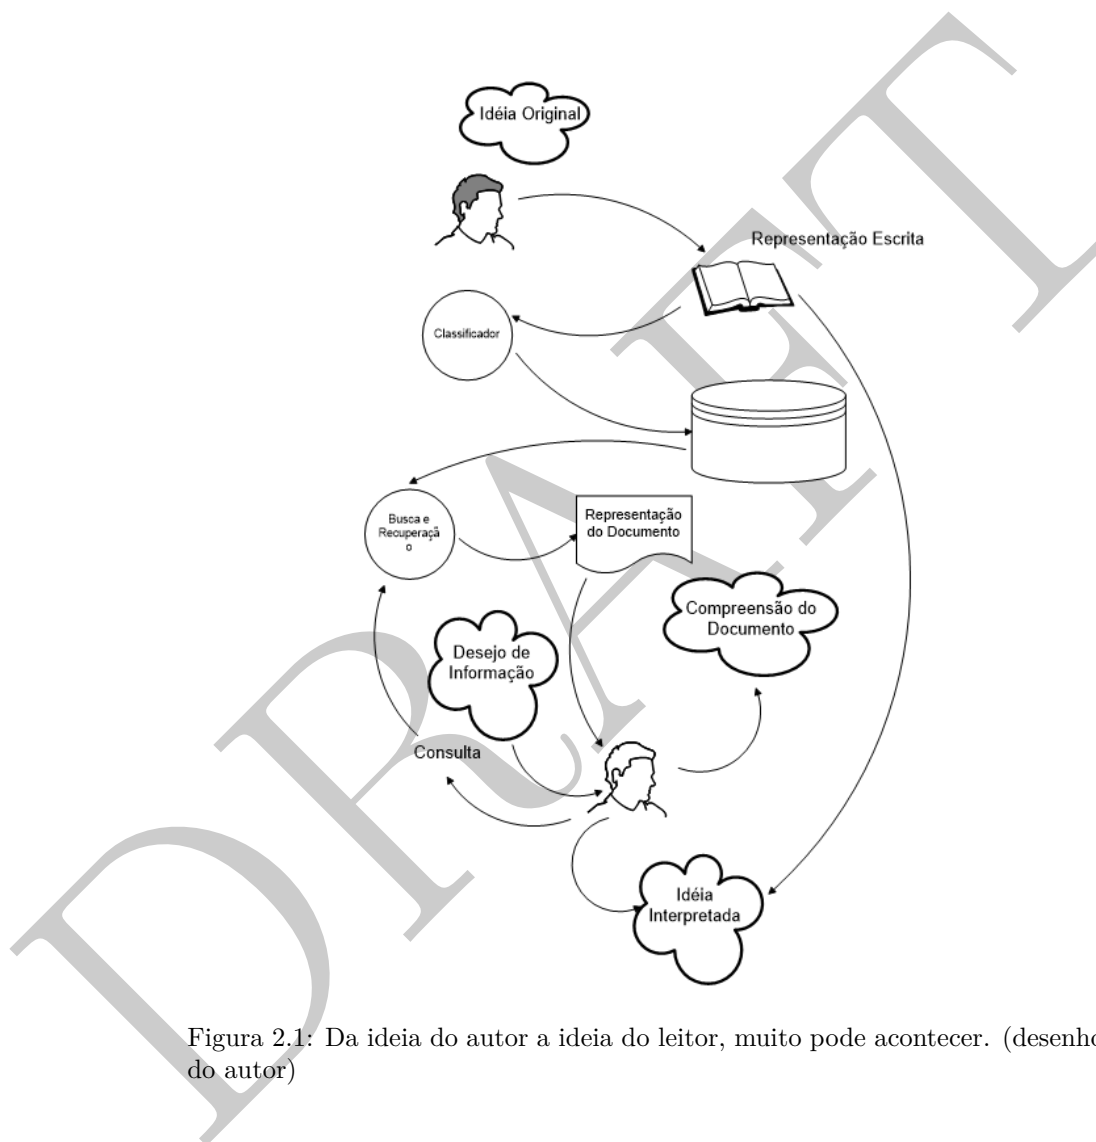 Idéia Original
Representação Escrita
Classificador
Busca e
Recuperaçã
o
Representação
do Documento
Compreensão do
Documento
Desejo de
Informação
Consulta
Idéia
Interpretada
DRAFT
Figura 2.1: Da ideia do autor a ideia do leitor, muito pode acontecer. (desenho
do autor)